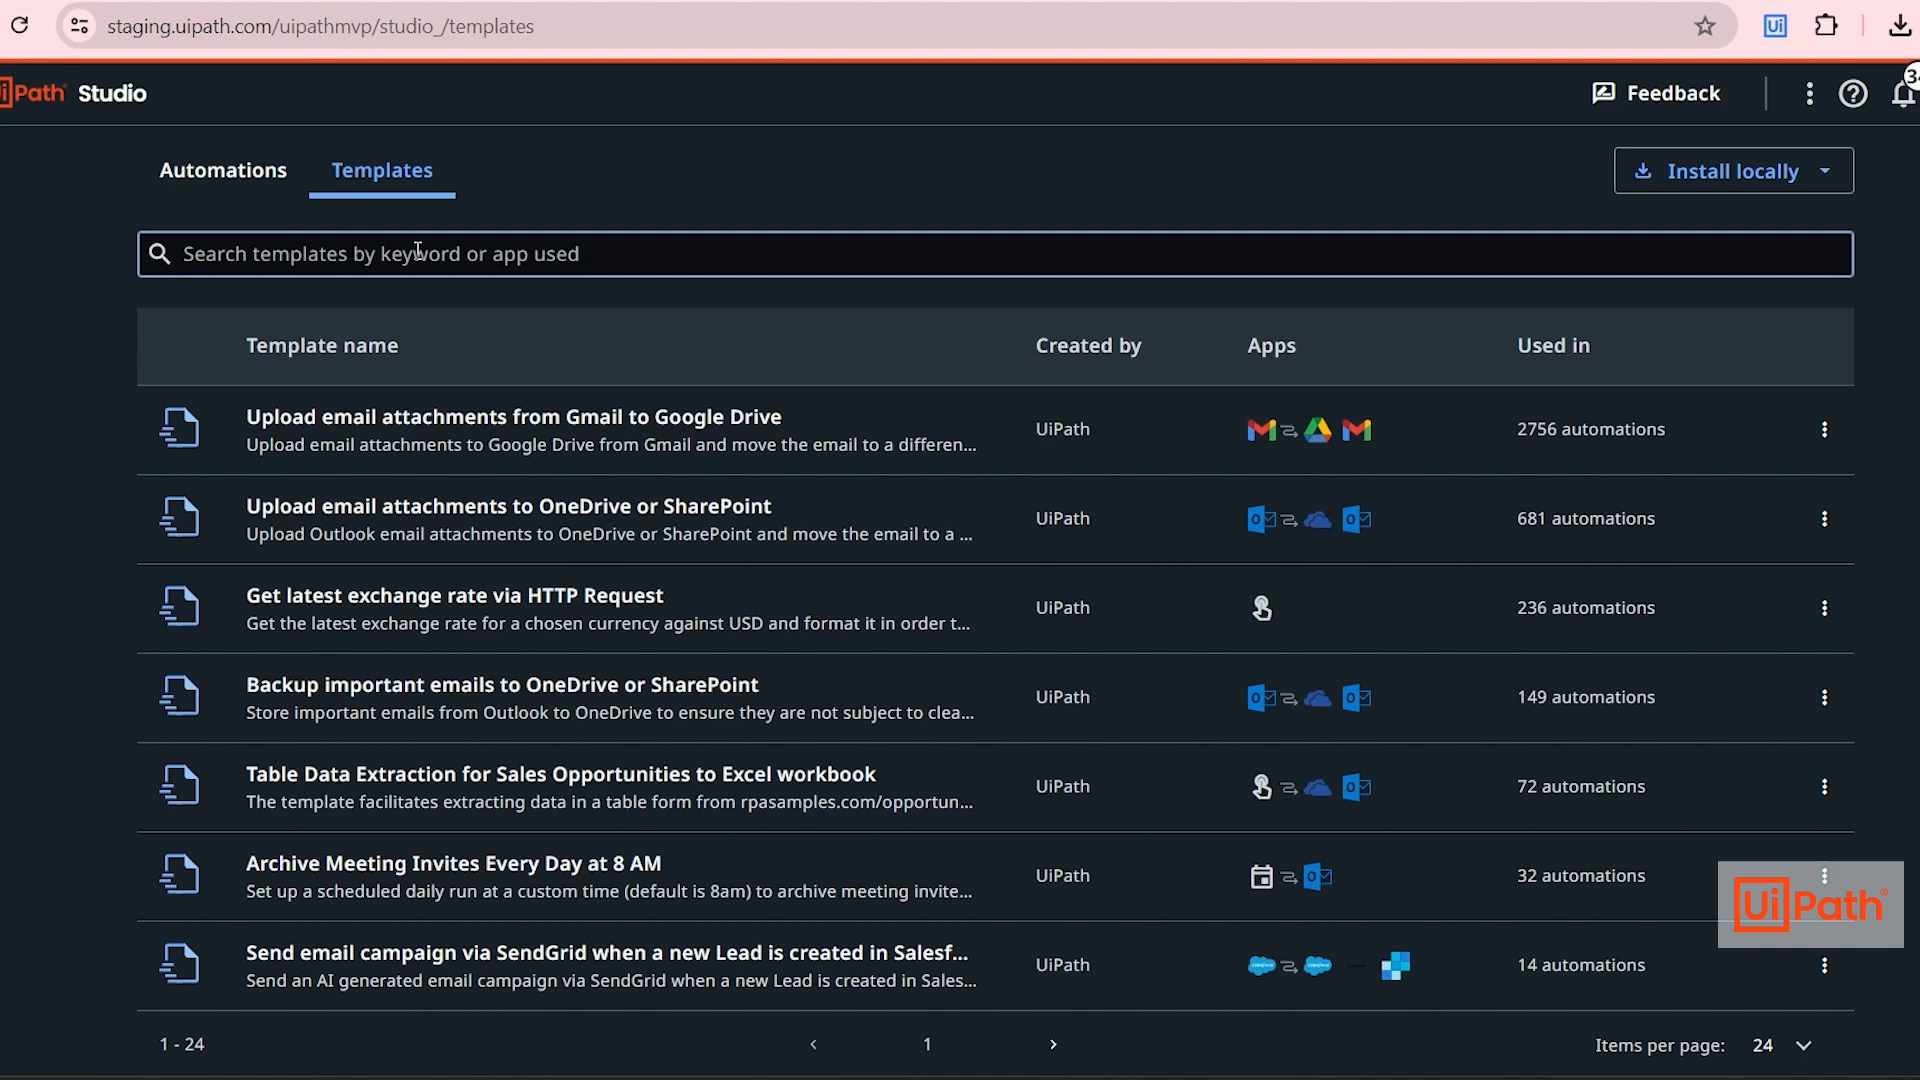 staging.uipath.com/uipathmvp/studio_/templates
Ui
UiPath Studio
Feedback
Automations
Templates
Install locally
Search templates by keyword or app used
Template name
Created by
Apps
Used in
Upload email attachments from Gmail to Google Drive
Upload email attachments to Google Drive from Gmail and move the email to a differen...
UiPath
2756 automations
Upload email attachments to OneDrive or SharePoint
Upload Outlook email attachments to OneDrive or SharePoint and move the email to a ...
UiPath
681 automations
Get latest exchange rate via HTTP Request
Get the latest exchange rate for a chosen currency against USD and format it in order t...
UiPath
236 automations
Backup important emails to OneDrive or SharePoint
Store important emails from Outlook to OneDrive to ensure they are not subject to clea...
UiPath
149 automations
Table Data Extraction for Sales Opportunities to Excel workbook
The template facilitates extracting data in a table form from rpasamples.com/opportun...
UiPath
72 automations
Archive Meeting Invites Every Day at 8 AM
Set up a scheduled daily run at a custom time (default is 8am) to archive meeting invite...
UiPath
32 automations
UiPath
Send email campaign via SendGrid when a new Lead is created in Salesf...
Send an AI generated email campaign via SendGrid when a new Lead is created in Sales...
UiPath
14 automations
1 - 24
1
Items per page: 24